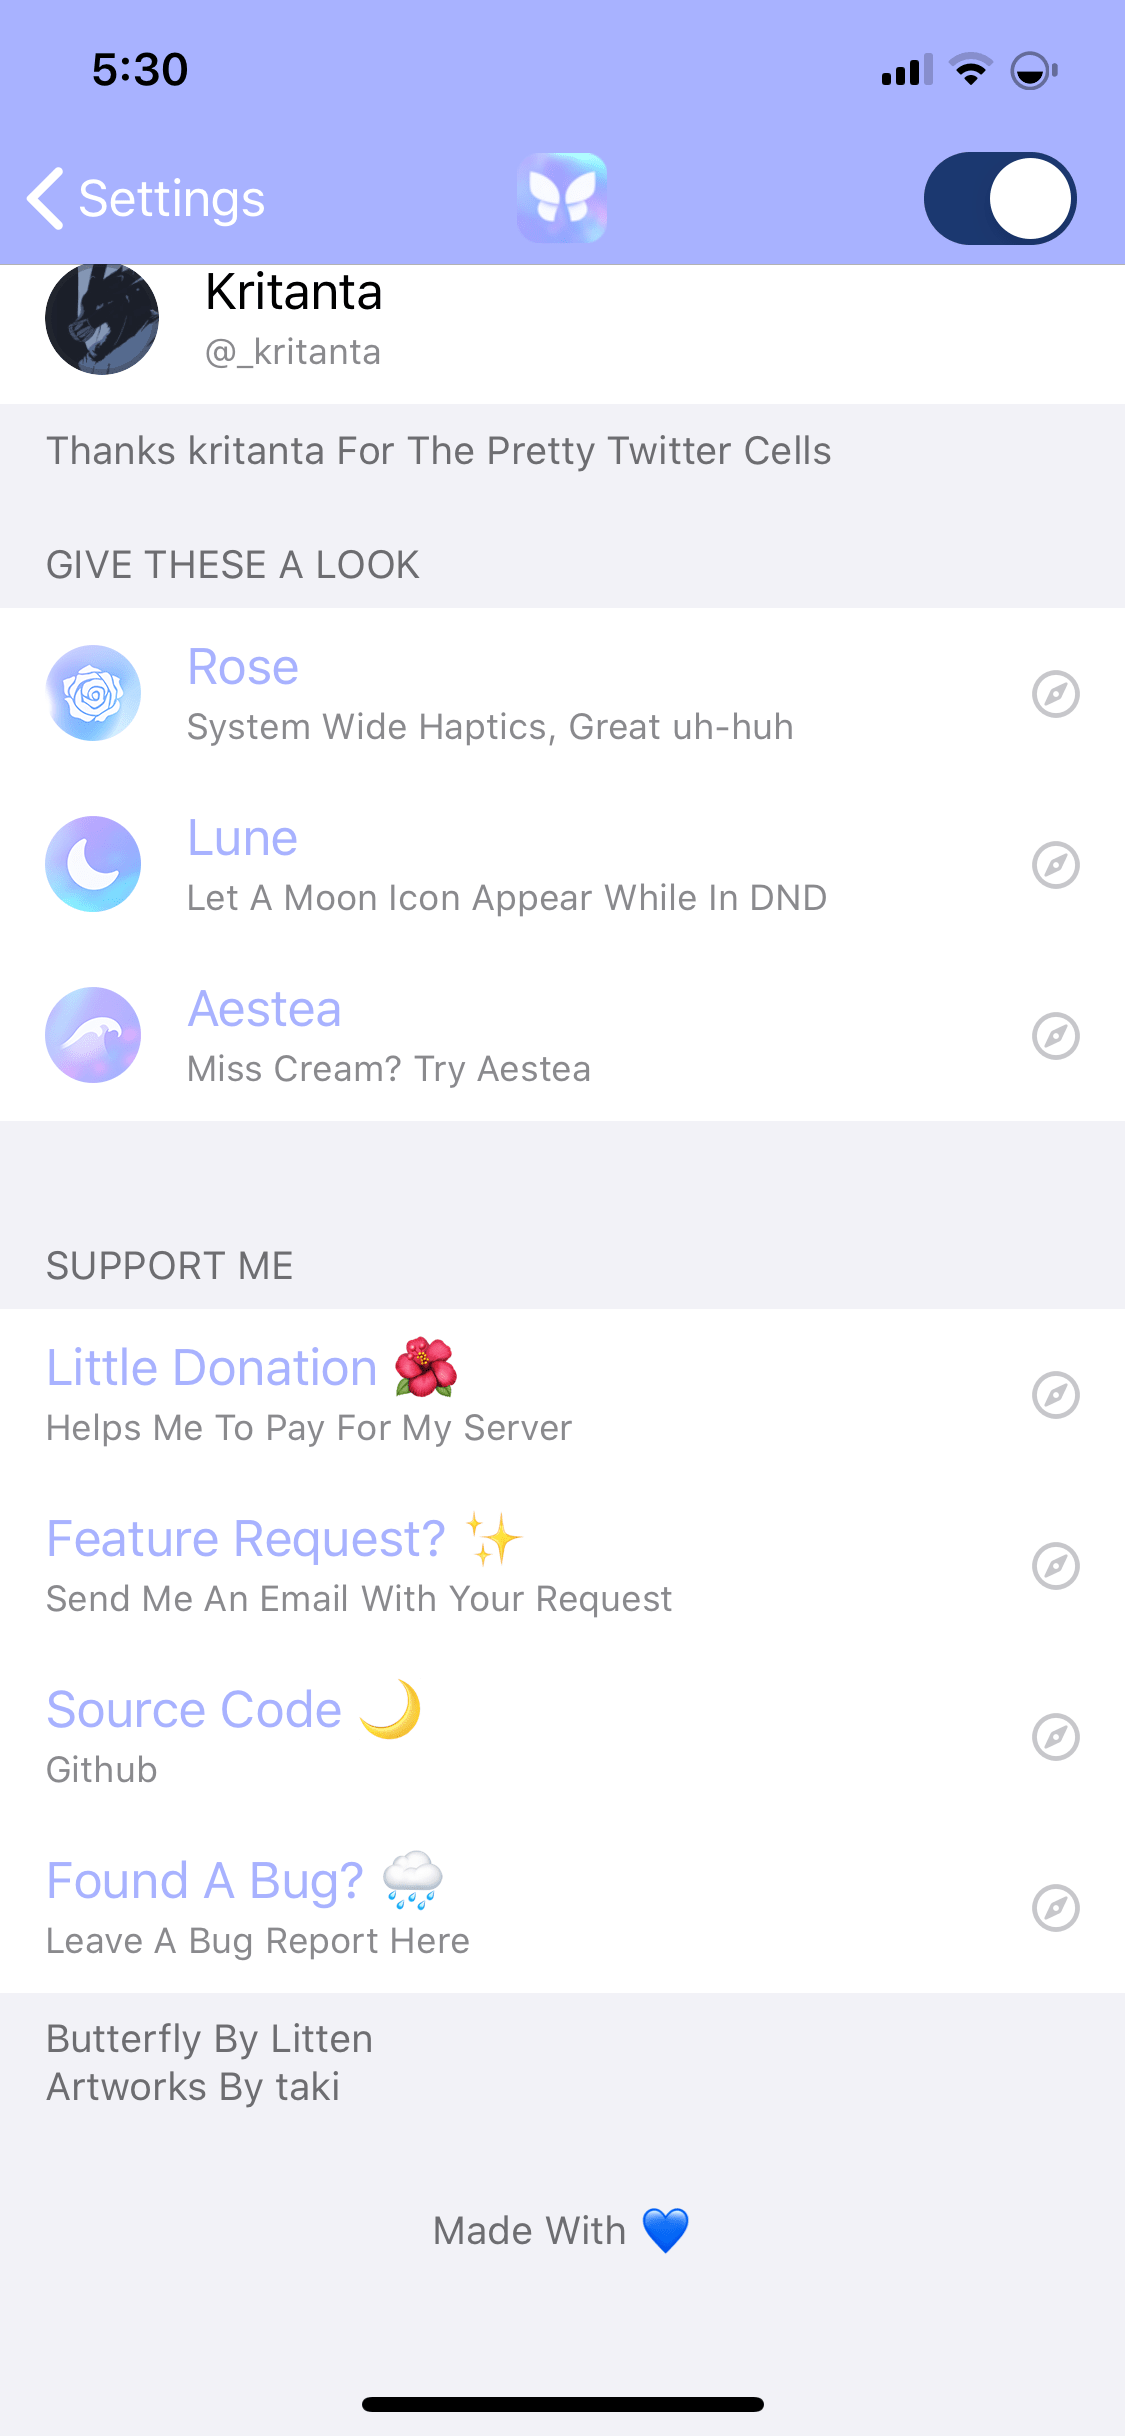 5:30
Settings
Kritanta
@_kritanta
Thanks kritanta For The Pretty Twitter Cells
GIVE THESE A LOOK
Rose
System Wide Haptics, Great uh-huh
Lune
Let A Moon Icon Appear While In DND
Aestea
Miss Cream? Try Aestea
SUPPORT ME
Little Donation 🌺
Helps Me To Pay For My Server
Feature Request? ✨
Send Me An Email With Your Request
Source Code 🌙
Github
Found A Bug? 🌧
Leave A Bug Report Here
Butterfly By Litten
Artworks By taki
Made With 💙